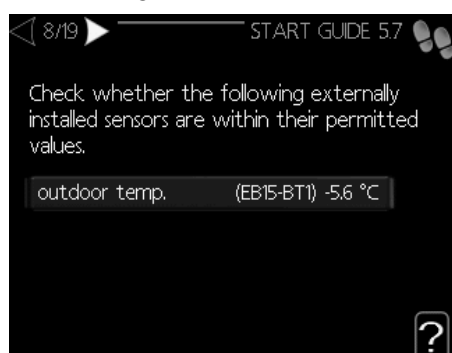 8/19 START GUIDE 5.7
Check whether the following externally
installed sensors are within their permitted
values.
outdoor temp. (EB15-BT1) -5.6 °C
?